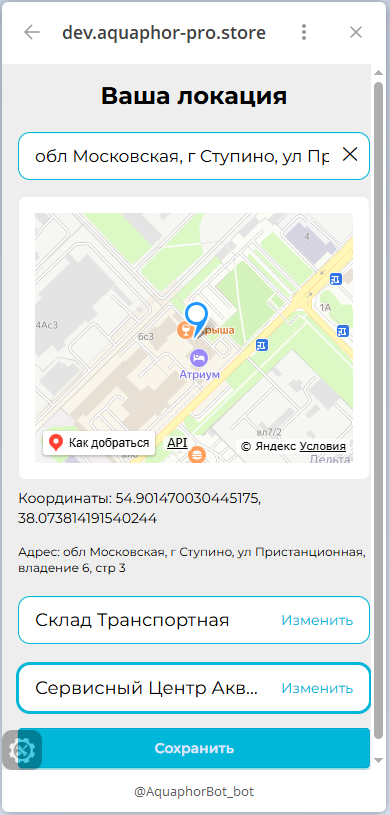 dev.aquaphor-pro.store
Ваша локация
обл Московская, г Ступино, ул Пр
4Ас3
6с3
Крыша
Атриум
1А
вл7/2
Дельта
вл6
Как добраться
API
© Яндекс Условия
Координаты: 54.901470030445175,
38.073814191540244
Адрес: обл Московская, г Ступино, ул Пристанционная,
владение 6, стр 3
Склад Транспортная Изменить
Сервисный Центр Акв... Изменить
Сохранить
@AquaphorBot_bot